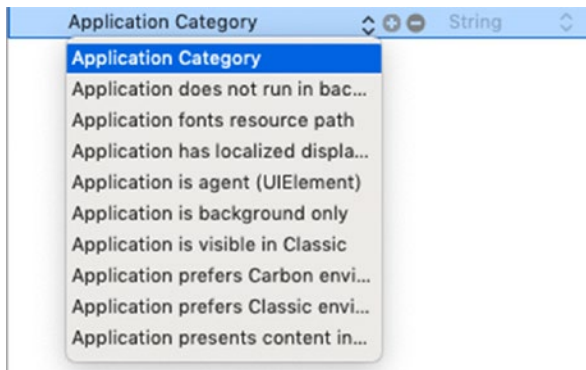 Application Category String
Application Category
Application does not run in bac...
Application fonts resource path
Application has localized displa...
Application is agent (UIElement)
Application is background only
Application is visible in Classic
Application prefers Carbon envi...
Application prefers Classic envi...
Application presents content in...